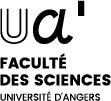 ua'
FACULTÉ
DES SCIENCES
UNIVERSITÉ D'ANGERS